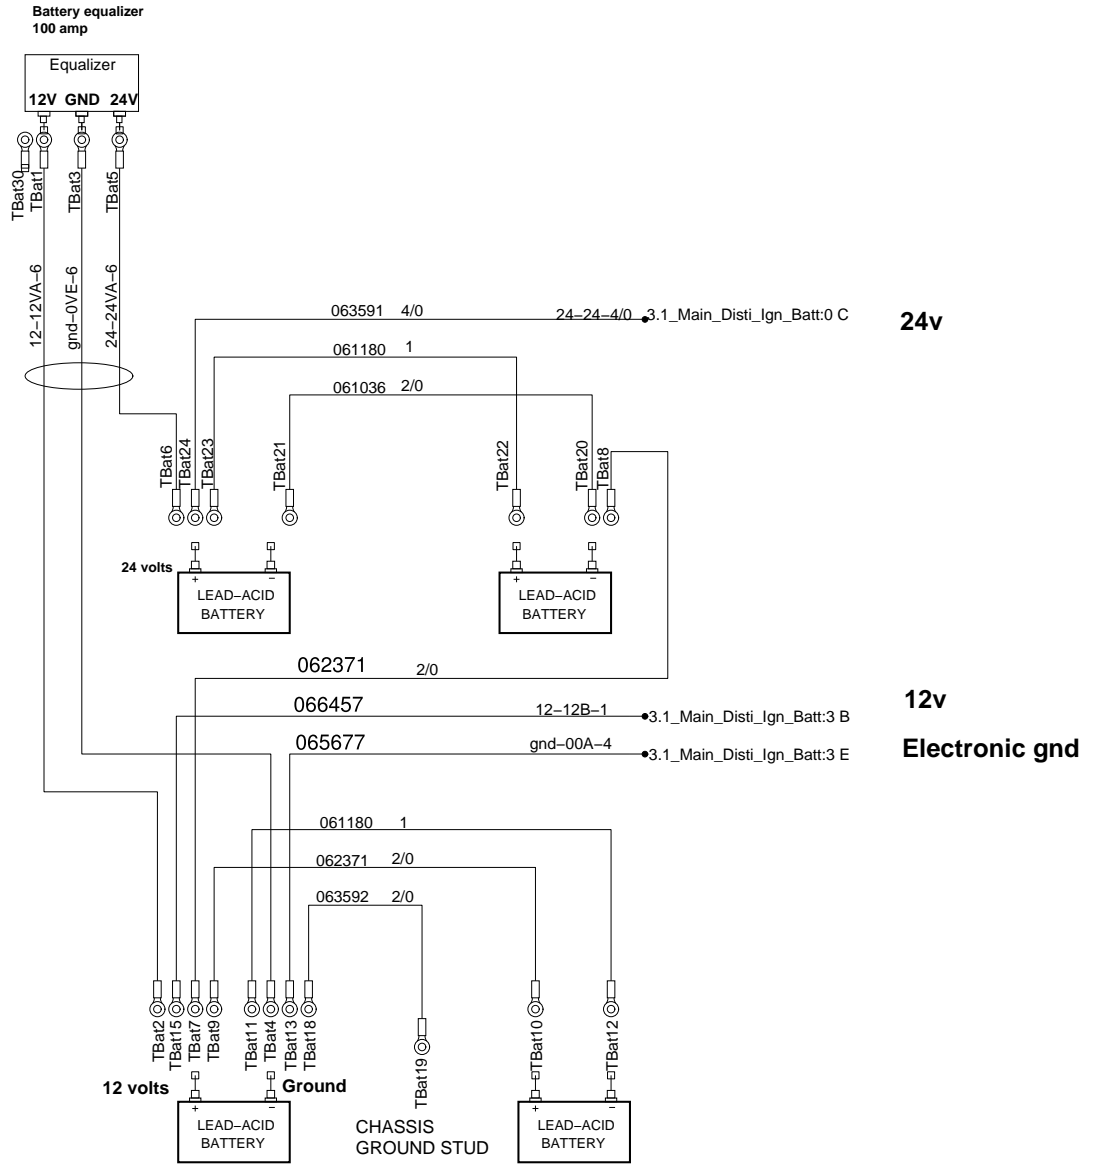 Battery equalizer
100 amp
Equalizer
12V GND 24V
TBat30
TBat1
TBat3
TBat5
12−12VA−6
gnd−0VE−6
24−24VA−6
063591 4/0 24−24−4/0 3.1_Main_Disti_Ign_Batt:0 C
24v
061180 1
061036 2/0
TBat6
TBat24
TBat23
TBat21
TBat22
TBat20
TBat8
24 volts
+ −
LEAD−ACID
BATTERY
+ −
LEAD−ACID
BATTERY
062371 2/0
12v
066457 12−12B−1 3.1_Main_Disti_Ign_Batt:3 B
065677 gnd−00A−4 3.1_Main_Disti_Ign_Batt:3 E
Electronic gnd
061180 1
062371 2/0
063592 2/0
TBat2
TBat15
TBat7
TBat9
TBat11
TBat4
TBat13
TBat18
TBat19
TBat10
TBat12
12 volts
Ground
+ −
LEAD−ACID
BATTERY
CHASSIS
GROUND STUD
+ −
LEAD−ACID
BATTERY